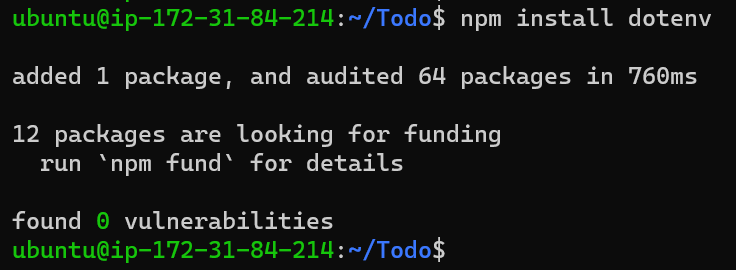 ubuntu@ip-172-31-84-214:~/Todo$ npm install dotenv
added 1 package, and audited 64 packages in 760ms
12 packages are looking for funding
run `npm fund` for details
found 0 vulnerabilities
ubuntu@ip-172-31-84-214:~/Todo$